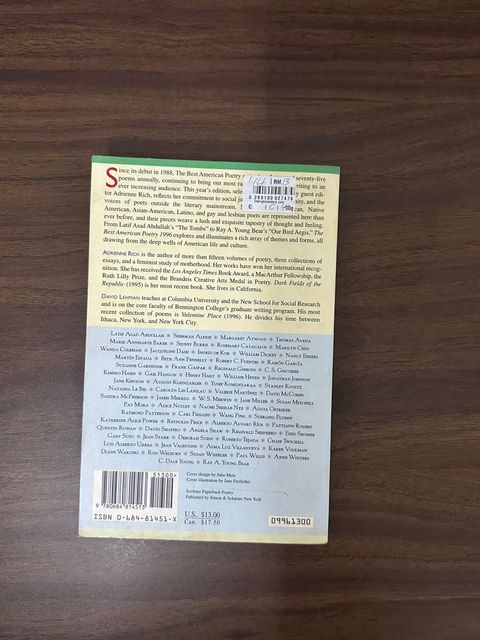 Since its debut in 1988, The Best American Poetry seventy-five
poems annually, continuing to bring our most writing to an
ever increasing audience. This year's edition, guest edi-
tor Adrienne Rich, reflects her commitment to social and the
voices of poets outside the literary mainstream. Native
American, Asian-American, Latino, and gay and lesbian poets are represented here than
ever before, and their pieces weave a lush and exquisite tapestry of thought and feeling.
From Latif Asad Abdullah's "The Tombs" to Ray A. Young Bear's "Our Bird Aegis," The
Best American Poetry 1996 explores and illuminates a rich array of themes and forms, all
drawing from the deep wells of American life and culture.
ADRIENNE RICH is the author of more than fifteen volumes of poetry, three collections of
essays, and a feminist study of motherhood. Her works have won her international recog-
nition. She has received the Los Angeles Times Book Award, a MacArthur Fellowship, the
Ruth Lilly Prize, and the Brandeis Creative Arts Medal in Poetry. Dark Fields of the
Republic (1995) is her most recent book. She lives in California.
DAVID LEHMAN teaches at Columbia University and the New School for Social Research
and is on the core faculty of Bennington College's graduate writing program. His most
recent collection of poems is Valentine Place (1996). He divides his time between
Ithaca, New York, and New York City.
LATIF ASAD ABDULLAH ★ SHERMAN ALEXIE ★ MARGARET ATWOOD ★ THOMAS AVENA
MARIE ANNHARTE BAKER ★ SIDNEY BURRIS ★ ROSEMARY CATACALOS ★ MARILYN CHIN
WANDA COLEMAN ★ JACQUELINE DASH ★ INGRID DE KOK ★ WILLIAM DICKEY ★ NANCY EIMERS
MARTÍN ESPADA ★ BETH ANN FENNELLY ★ ROBERT C. FUENTES ★ RAMÓN GARCÍA
SUZANNE GARDINIER ★ FRANK GASPAR ★ REGINALD GIBBONS ★ C. S. GISCOMBE
KIMIKO HAHN ★ GAIL HANLON ★ HENRY HART ★ WILLIAM HEYEN ★ JONATHAN JOHNSON
JANE KENYON ★ AUGUST KLEINZAHLER ★ YUSEF KOMUNYAKAA ★ STANLEY KUNITZ
NATASHA LE BEL ★ CAROLYN LEI-LANILAU ★ VALERIE MARTÍNEZ ★ DAVIS MCCOMBS
SANDRA MCPHERSON ★ JAMES MERRILL ★ W. S. MERWIN ★ JANE MILLER ★ SUSAN MITCHELL
PAT MORA ★ ALICE NOTLEY ★ NAOMI SHIHAB NYE ★ ALICIA OSTRIKER
RAYMOND PATTERSON ★ CARL PHILLIPS ★ WANG PING ★ STERLING PLUMPP
KATHERINE ALICE POWER ★ REYNOLDS PRICE ★ ALBERTO ALVARO RÍOS ★ PATTIANN ROGERS
QUENTIN ROWAN ★ DAVID SHAPIRO ★ ANGELA SHAW ★ REGINALD SHEPHERD ★ ENID SHOMER
GARY SOTO ★ JEAN STARR ★ DEBORAH STEIN ★ ROBERTO TEJADA ★ CHASE TWICHELL
LUIS ALBERTO URREA ★ JEAN VALENTINE ★ ALMA LUZ VILLANUEVA ★ KAREN VOLKMAN
DIANE WAKOSKI ★ RON WELBURN ★ SUSAN WHEELER ★ PAUL WILLIS ★ ANNE WINTERS
C. DALE YOUNG ★ RAY A. YOUNG BEAR
51300>
Cover design by Julie Metz
Cover illustration by Jane Freilicher
Scribner Paperback Poetry
Published by Simon & Schuster New York
9 780684 814513
ISBN 0-684-81451-X
U.S. $13.00
Can. $17.50
09961300